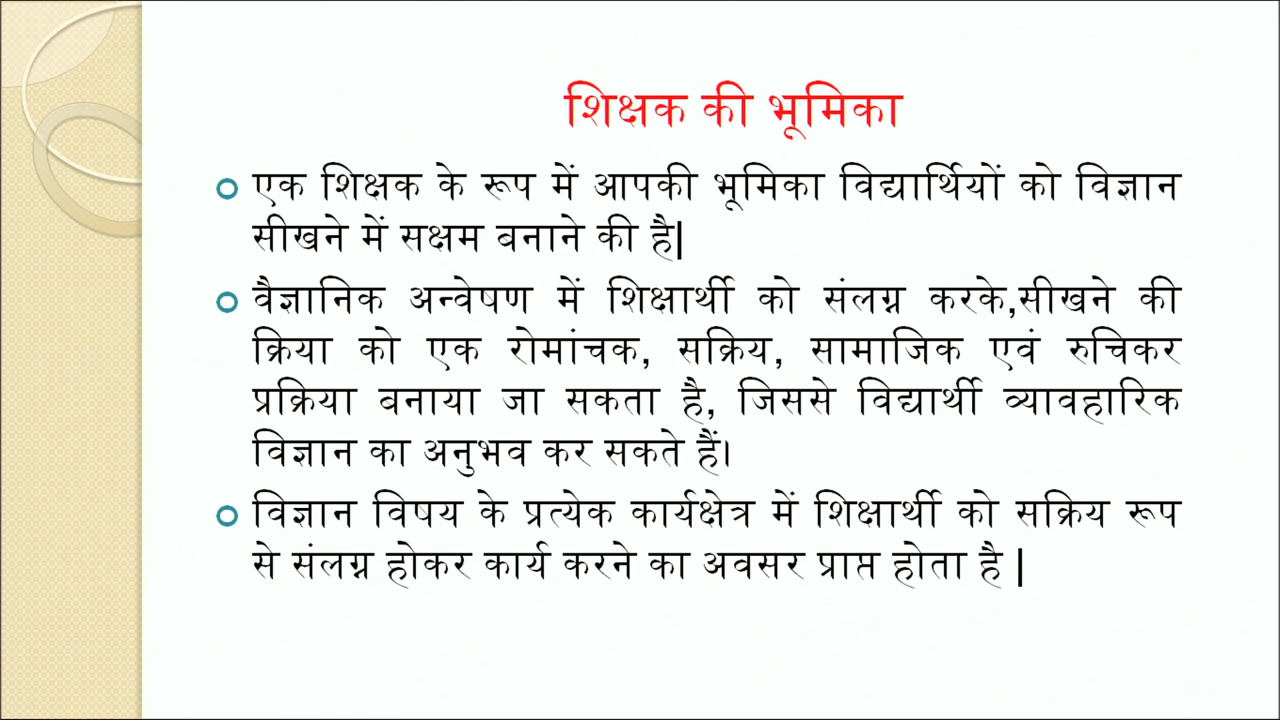 शिक्षक की भूमिका
एक शिक्षक के रूप में आपकी भूमिका विद्यार्थियों को विज्ञान
सीखने में सक्षम बनाने की है|
वैज्ञानिक अन्वेषण में शिक्षार्थी को संलग्न करके,सीखने की
क्रिया को एक रोमांचक, सक्रिय, सामाजिक एवं रुचिकर
प्रक्रिया बनाया जा सकता है, जिससे विद्यार्थी व्यावहारिक
विज्ञान का अनुभव कर सकते हैं।
विज्ञान विषय के प्रत्येक कार्यक्षेत्र में शिक्षार्थी को सक्रिय रूप
से संलग्न होकर कार्य करने का अवसर प्राप्त होता है |